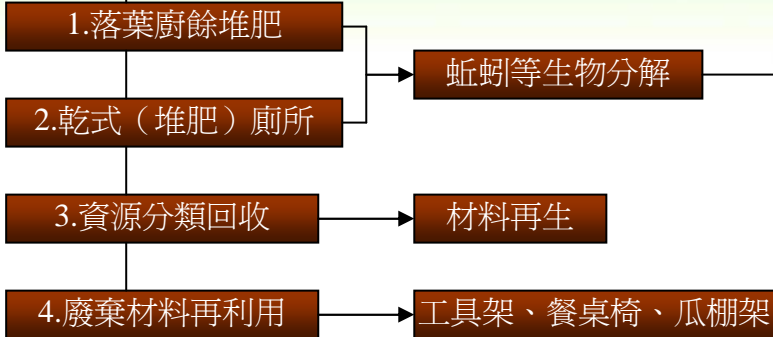 1.落葉廚餘堆肥
蚯蚓等生物分解
2.乾式（堆肥）廁所
3.資源分類回收
材料再生
4.廢棄材料再利用
工具架、餐桌椅、瓜棚架